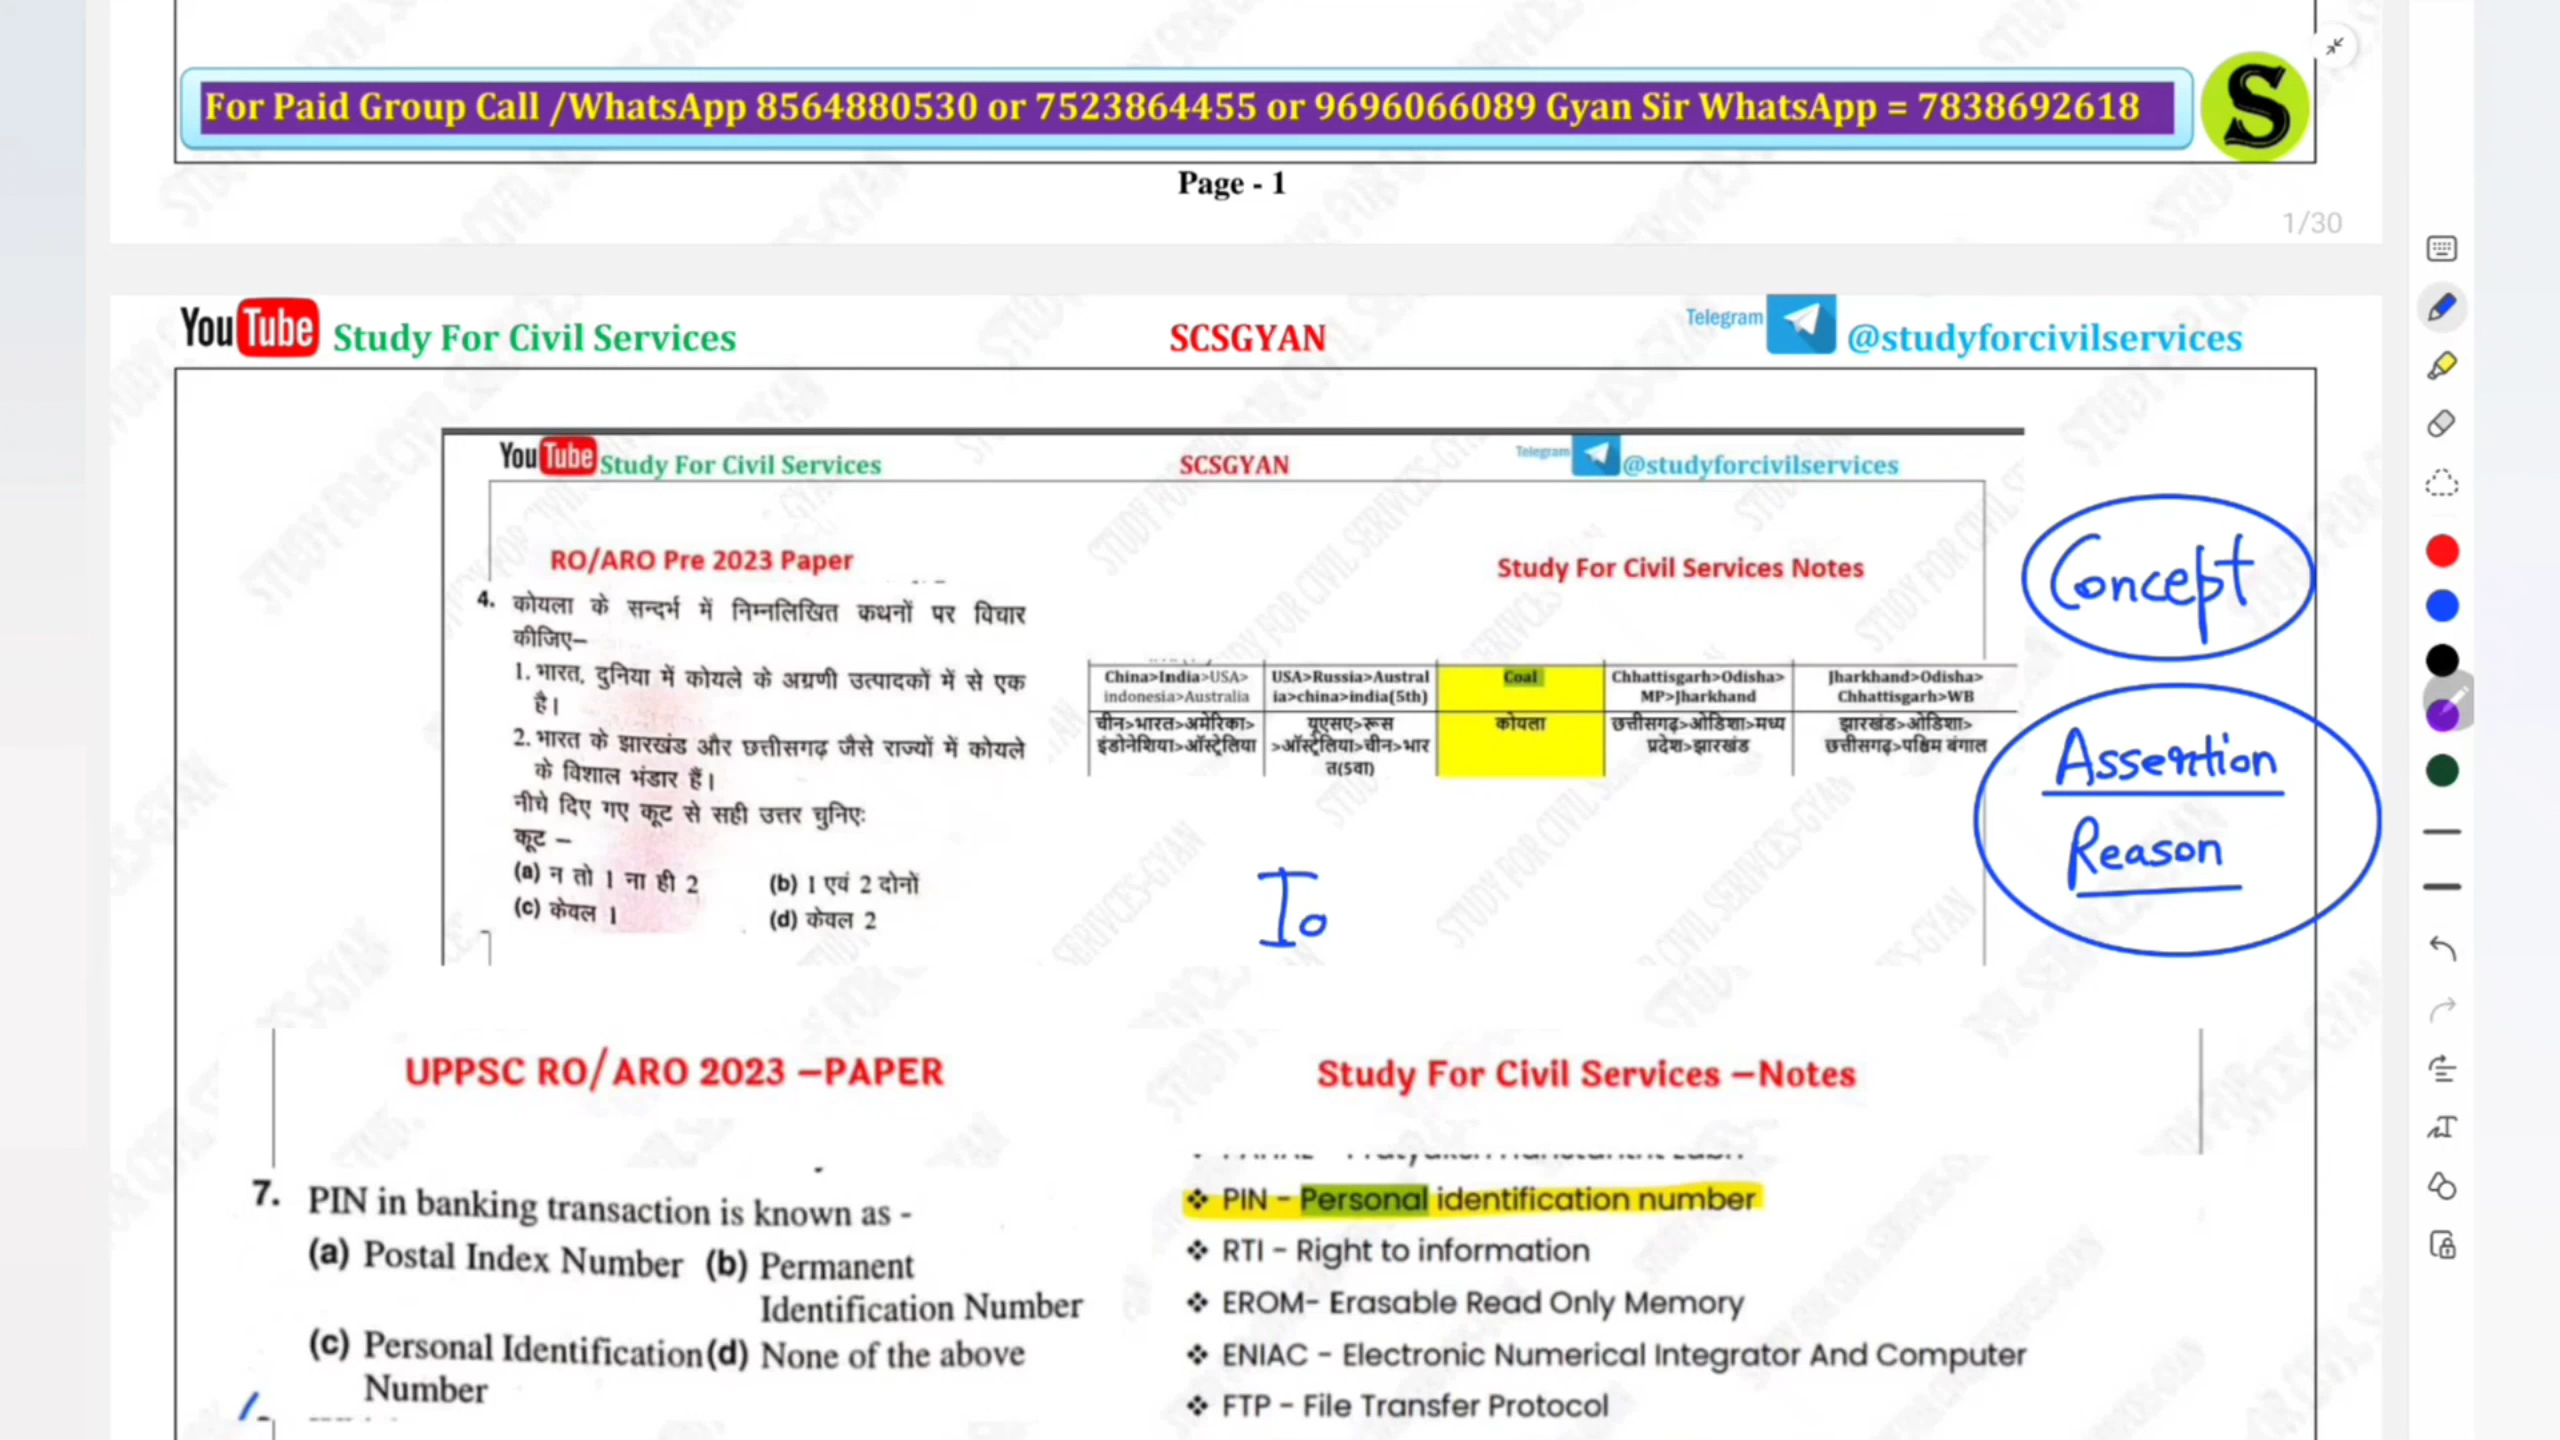 For Paid Group Call /WhatsApp 8564880530 or 7523864455 or 9696066089 Gyan Sir WhatsApp = 7838692618
S
Page - 1
1/30
YouTube Study For Civil Services
SCSGYAN
Telegram @studyforcivilservices
YouTube Study For Civil Services
SCSGYAN
Telegram @studyforcivilservices
RO/ARO Pre 2023 Paper
4. कोयला के सन्दर्भ में निम्नलिखित कथनों पर विचार
कीजिए–
1. भारत, दुनिया में कोयले के अग्रणी उत्पादकों में से एक
है।
2. भारत के झारखंड और छत्तीसगढ़ जैसे राज्यों में कोयले
के विशाल भंडार हैं।
नीचे दिए गए कूट से सही उत्तर चुनिएः
कूट –
(a) न तो 1 ना ही 2 (b) 1 एवं 2 दोनों
(c) केवल 1 (d) केवल 2
Study For Civil Services Notes
China>India>USA> USA>Russia>Austral Coal Chhattisgarh>Odisha> Jharkhand>Odisha>
indonesia>Australia ia>china>india(5th) MP>Jharkhand Chhattisgarh>WB
चीन>भारत>अमेरिका> यूएसए>रूस कोयला छत्तीसगढ़>ओडिशा>मध्य झारखंड>ओडिशा>
इंडोनेशिया>ऑस्ट्रेलिया >ऑस्ट्रेलिया>चीन>भार प्रदेश>झारखंड छत्तीसगढ़>पश्चिम बंगाल
त(5वा)
Concept
Assertion
Reason
Io
UPPSC RO/ARO 2023 –PAPER
7. PIN in banking transaction is known as -
(a) Postal Index Number (b) Permanent
Identification Number
(c) Personal Identification (d) None of the above
Number
Study For Civil Services –Notes
❖ PIN – Personal identification number
❖ RTI – Right to information
❖ EROM– Erasable Read Only Memory
❖ ENIAC – Electronic Numerical Integrator And Computer
❖ FTP – File Transfer Protocol